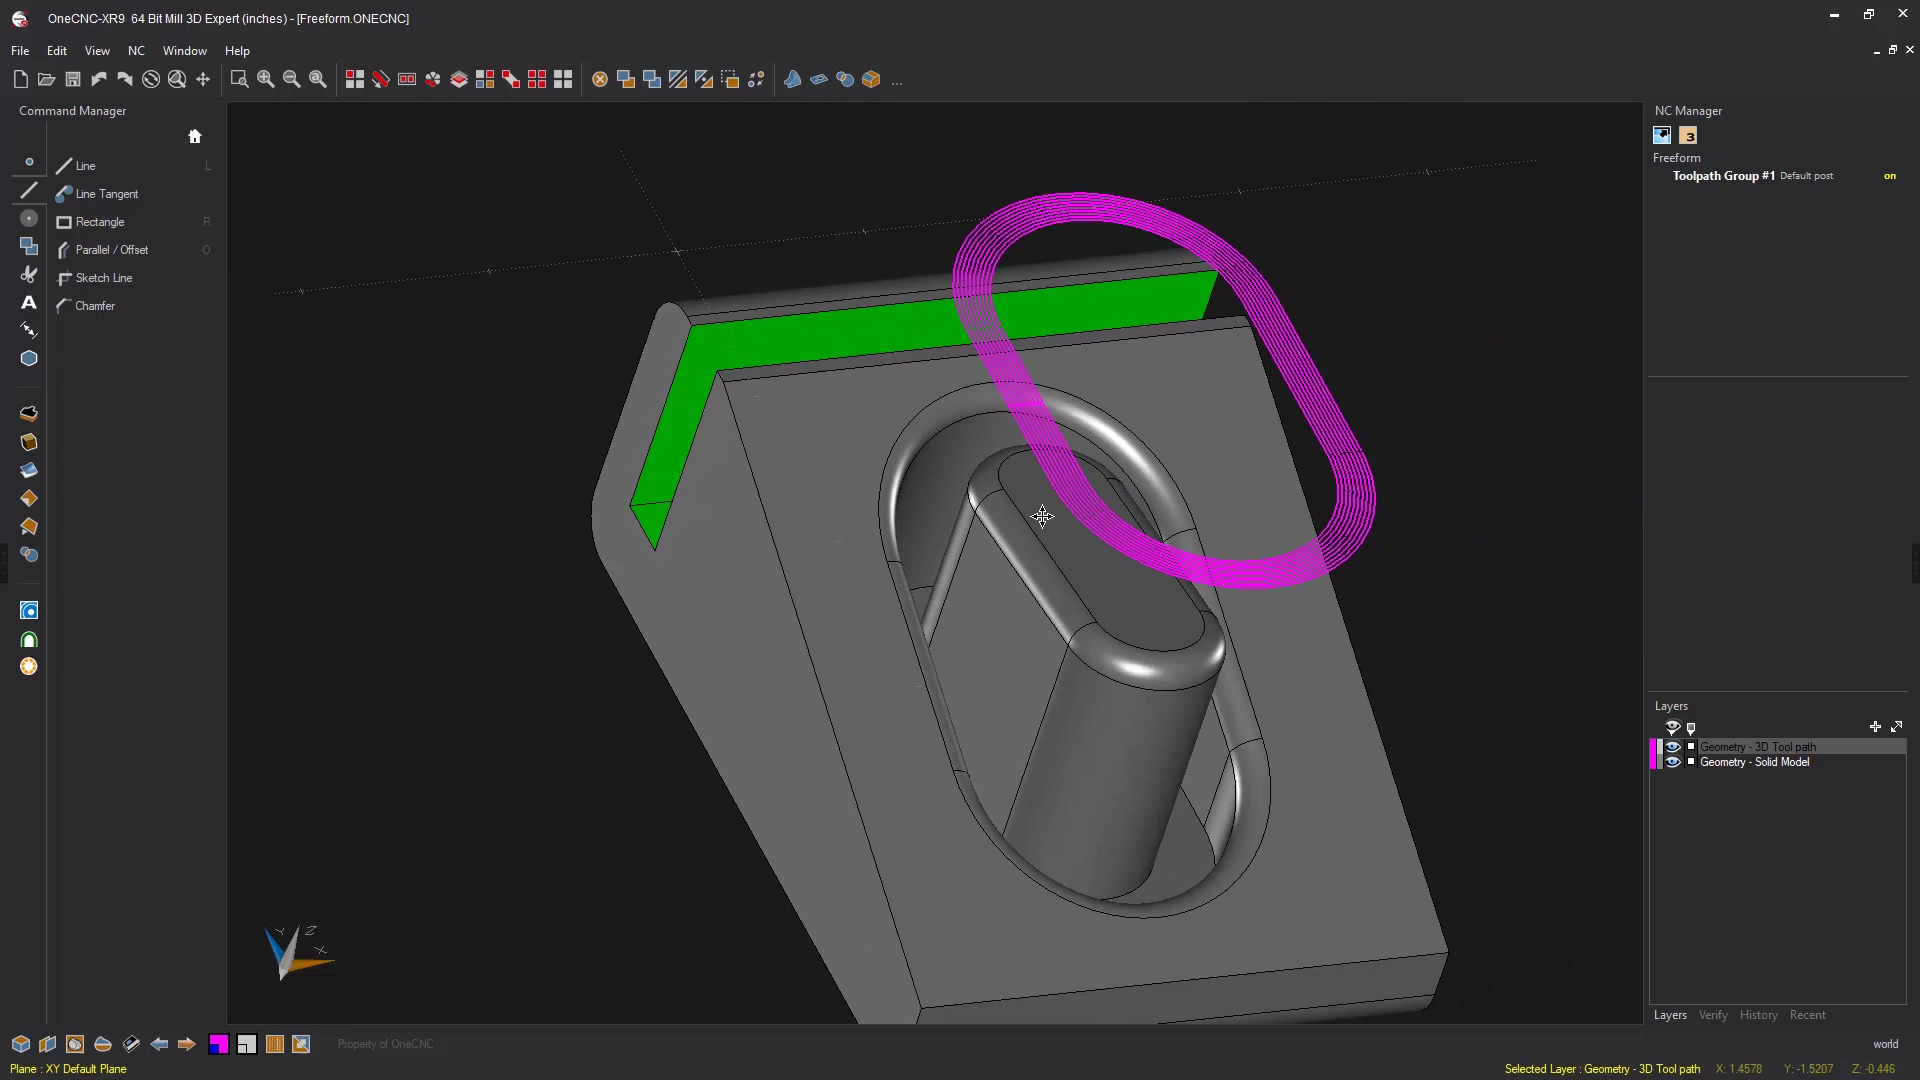 OneCNC-XR9 64 Bit Mill 3D Expert (inches) - [Freeform.ONECNC]
File Edit View NC Window Help
Command Manager
Line L
Line Tangent
Rectangle R
Parallel / Offset O
Sketch Line
A
Chamfer
NC Manager
3
Freeform
Toolpath Group #1 Default post on
Layers
Geometry - 3D Tool path
Geometry - Solid Model
Y Z X
Layers Verify History Recent
Property of OneCNC
world
Plane : XY Default Plane
Selected Layer : Geometry - 3D Tool path X: 1.4578 Y: -1.5207 Z: -0.446